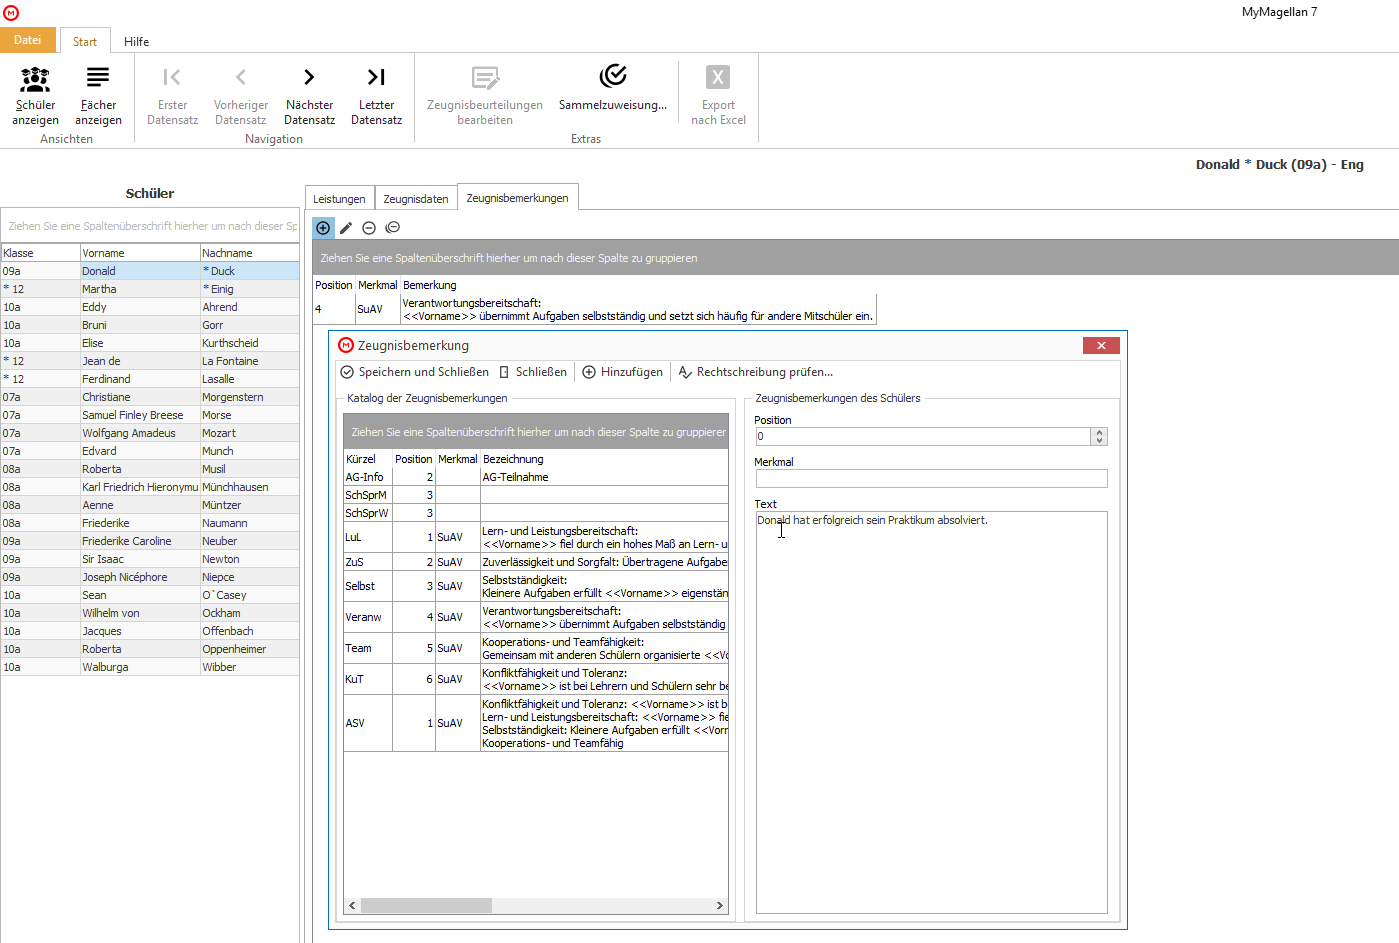 MyMagellan 7
Datei Start Hilfe
Schüler anzeigen
Fächer anzeigen
Erster Datensatz
Vorheriger Datensatz
Nächster Datensatz
Letzter Datensatz
Zeugnisbeurteilungen bearbeiten
Sammelzuweisung...
Export nach Excel
Ansichten Navigation Extras
Donald * Duck (09a) - Eng
Schüler
Ziehen Sie eine Spaltenüberschrift hierher um nach dieser Sp
Klasse Vorname Nachname
09a Donald * Duck
* 12 Martha * Einig
10a Eddy Ahrend
10a Bruni Gorr
10a Elise Kurthscheid
* 12 Jean de La Fontaine
* 12 Ferdinand Lasalle
07a Christiane Morgenstern
07a Samuel Finley Breese Morse
07a Wolfgang Amadeus Mozart
07a Edvard Munch
08a Roberta Musil
08a Karl Friedrich Hieronymu Münchhausen
08a Aenne Müntzer
08a Friederike Naumann
09a Friederike Caroline Neuber
09a Sir Isaac Newton
09a Joseph Nicéphore Niepce
10a Sean O`Casey
10a Wilhelm von Ockham
10a Jacques Offenbach
10a Roberta Oppenheimer
10a Walburga Wibber
Leistungen Zeugnisdaten Zeugnisbemerkungen
Ziehen Sie eine Spaltenüberschrift hierher um nach dieser Spalte zu gruppieren
Position Merkmal Bemerkung
4 SuAV Verantwortungsbereitschaft:
<<Vorname>> übernimmt Aufgaben selbstständig und setzt sich häufig für andere Mitschüler ein.
Zeugnisbemerkung
Speichern und Schließen Schließen Hinzufügen Rechtschreibung prüfen...
Katalog der Zeugnisbemerkungen
Ziehen Sie eine Spaltenüberschrift hierher um nach dieser Spalte zu gruppierer
Kürzel Position Merkmal Bezeichnung
AG-Info 2 AG-Teilnahme
SchSprM 3
SchSprW 3
LuL 1 SuAV Lern- und Leistungsbereitschaft:
<<Vorname>> fiel durch ein hohes Maß an Lern- u
ZuS 2 SuAV Zuverlässigkeit und Sorgfalt: Übertragene Aufgabe
Selbst 3 SuAV Selbstständigkeit:
Kleinere Aufgaben erfüllt <<Vorname>> eigenstän
Veranw 4 SuAV Verantwortungsbereitschaft:
<<Vorname>> übernimmt Aufgaben selbstständig
Team 5 SuAV Kooperations- und Teamfähigkeit:
Gemeinsam mit anderen Schülern organisierte <<Vo
KuT 6 SuAV Konfliktfähigkeit und Toleranz:
<<Vorname>> ist bei Lehrern und Schülern sehr be
ASV 1 SuAV Konfliktfähigkeit und Toleranz: <<Vorname>> ist b
Lern- und Leistungsbereitschaft: <<Vorname>> fie
Selbstständigkeit: Kleinere Aufgaben erfüllt <<Vorn
Kooperations- und Teamfähig
Zeugnisbemerkungen des Schülers
Position
0
Merkmal
Text
Donald hat erfolgreich sein Praktikum absolviert.